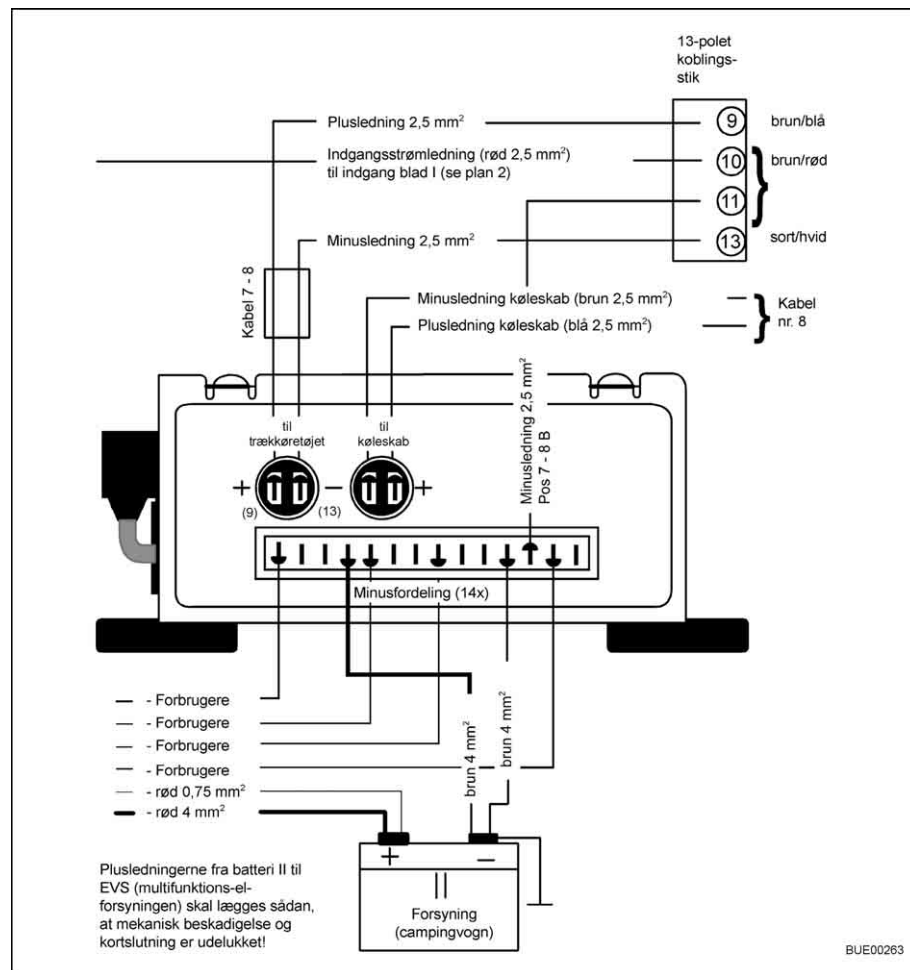 13-polet
koblings-
stik
Plusledning 2,5 mm²
9
brun/blå
Indgangsstrømledning (rød 2,5 mm²)
til indgang blad I (se plan 2)
10
brun/rød
11
Minusledning 2,5 mm²
13
sort/hvid
Kabel 7 - 8
Minusledning køleskab (brun 2,5 mm²)
Plusledning køleskab (blå 2,5 mm²)
Kabel
nr. 8
Minusledning 2,5 mm²
Pos 7 - 8 B
til
trækkøretøjet
til
køleskab
+ − +
(9) (13)
Minusfordeling (14x)
- Forbrugere
- Forbrugere
- Forbrugere
- Forbrugere
- rød 0,75 mm²
- rød 4 mm²
brun 4 mm²
brun 4 mm²
+ −
II
Forsyning
(campingvogn)
Plusledningerne fra batteri II til
EVS (multifunktions-el-
forsyningen) skal lægges sådan,
at mekanisk beskadigelse og
kortslutning er udelukket!
BUE00263